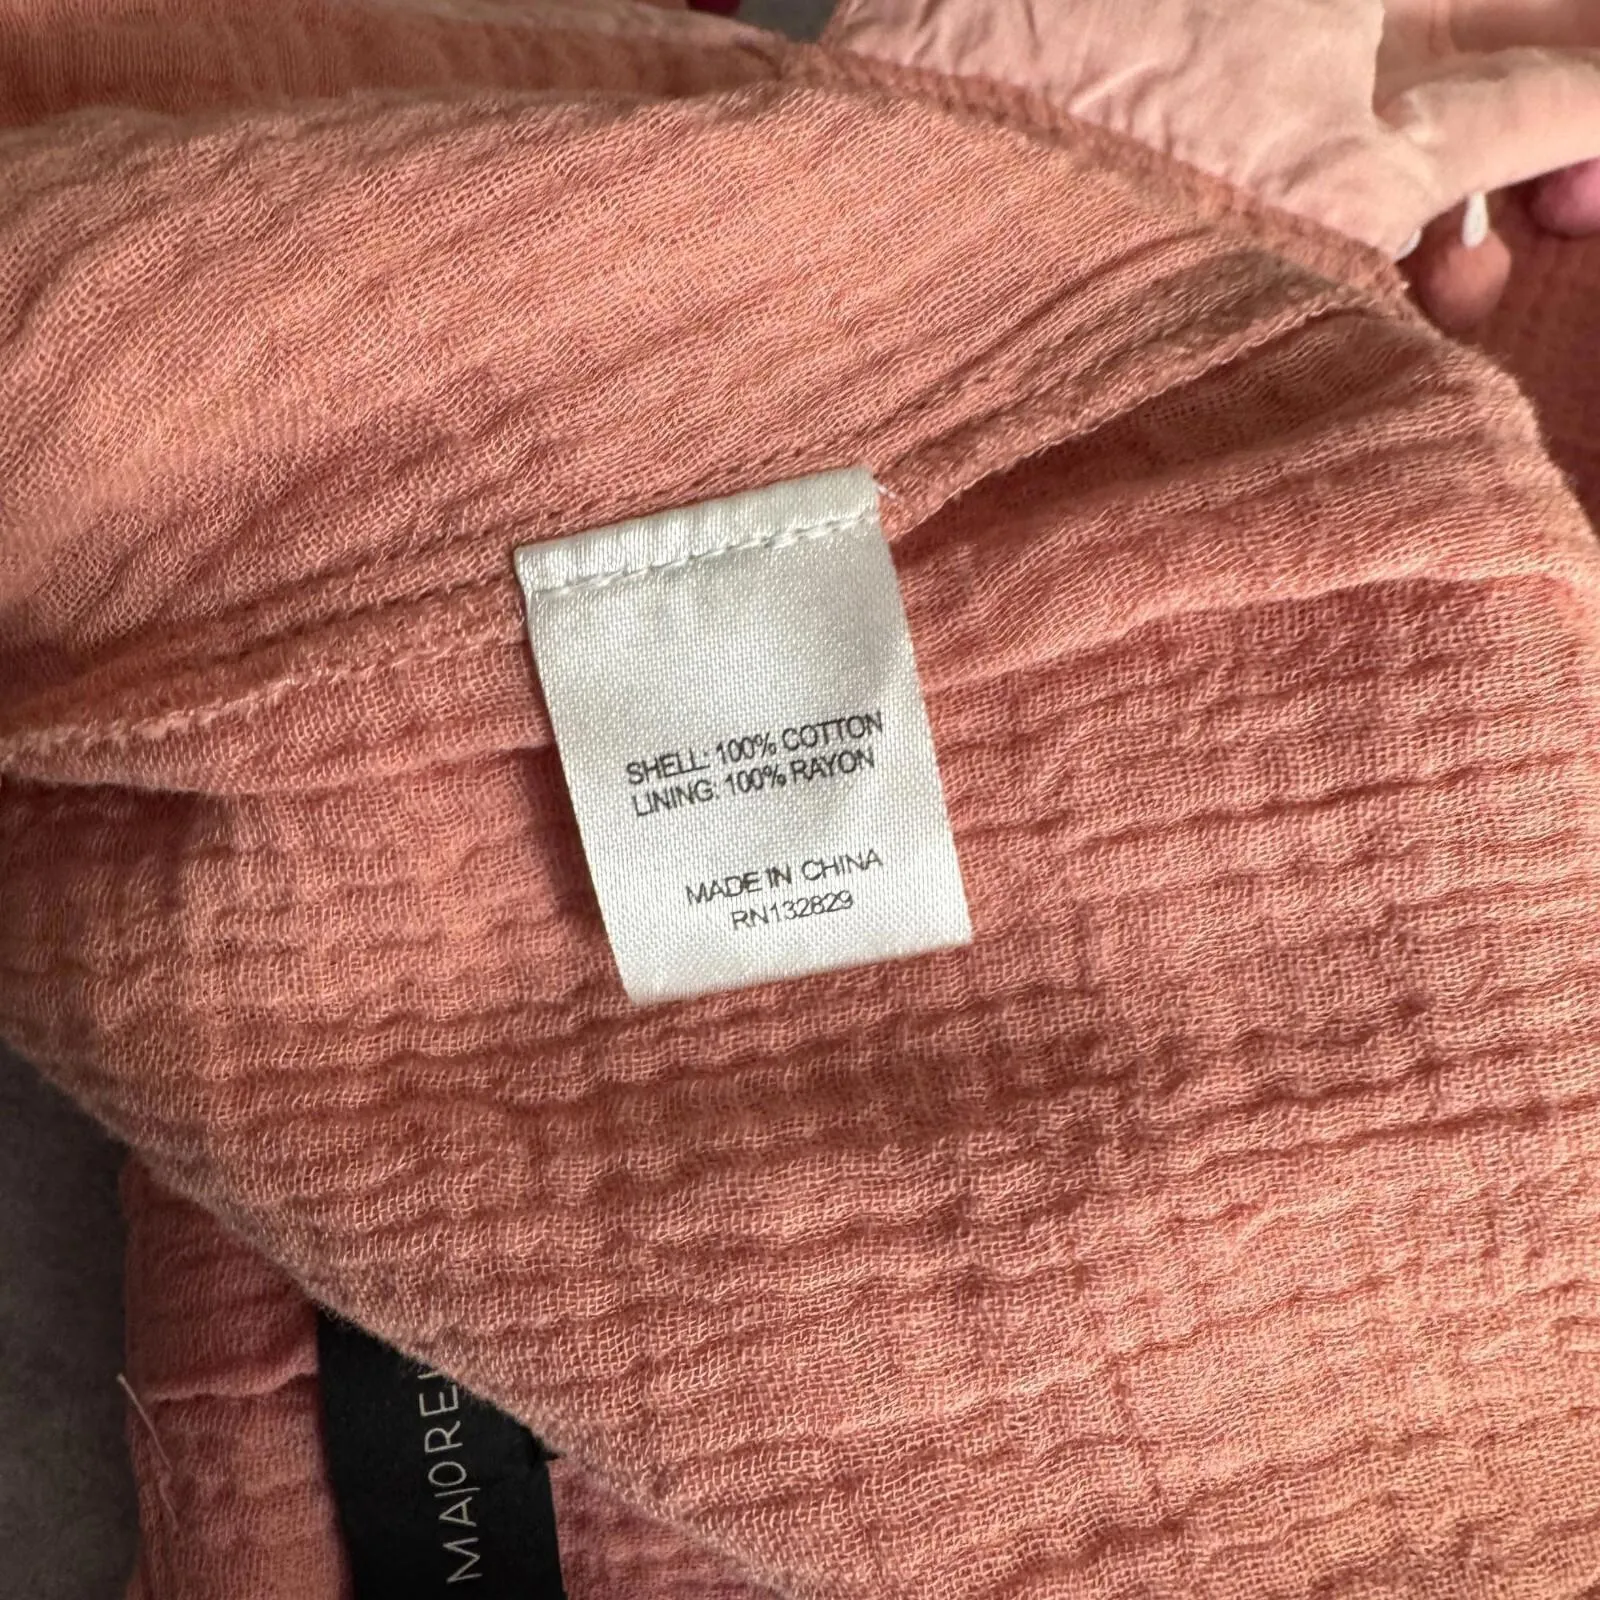 SHELL: 100% COTTON
LINING: 100% RAYON
MADE IN CHINA
RN132829